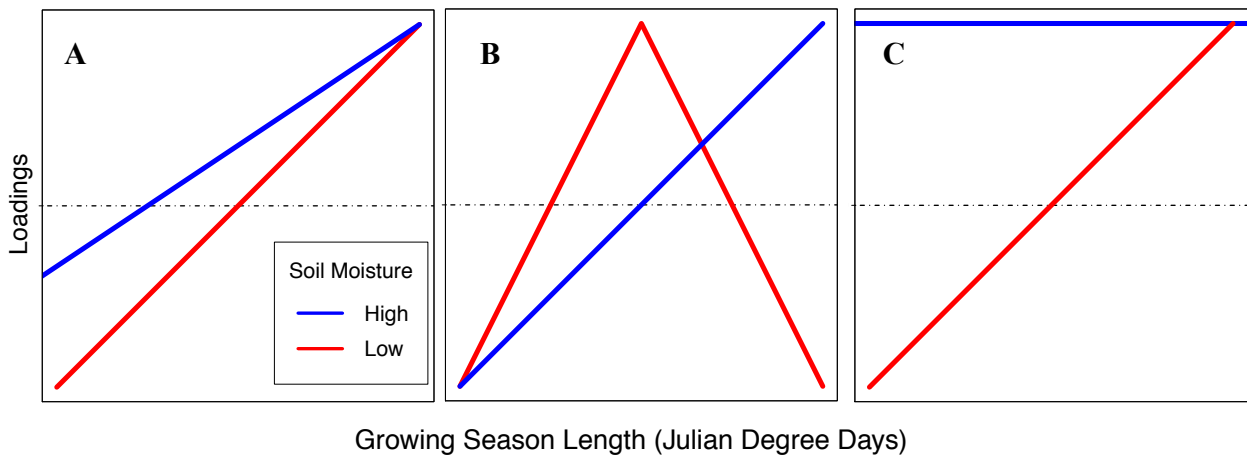 A
B
C
Loadings
Soil Moisture
High
Low
Growing Season Length (Julian Degree Days)